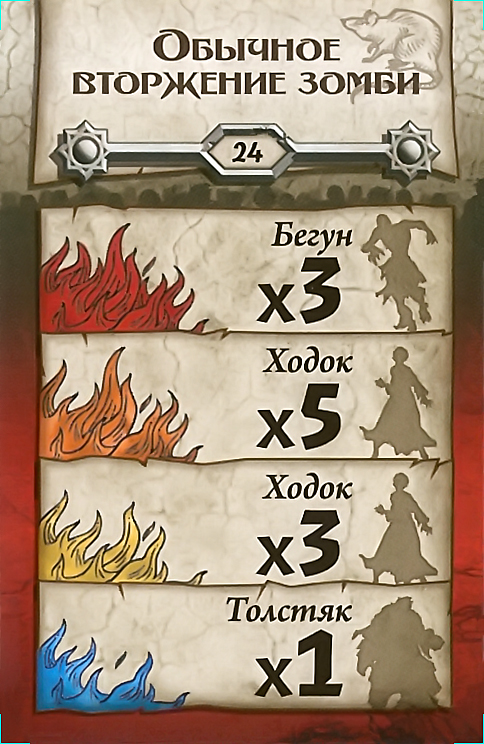 Обычное
вторжение зомби
24
Бегун
x3
Ходок
x5
Ходок
x3
Толстяк
x1